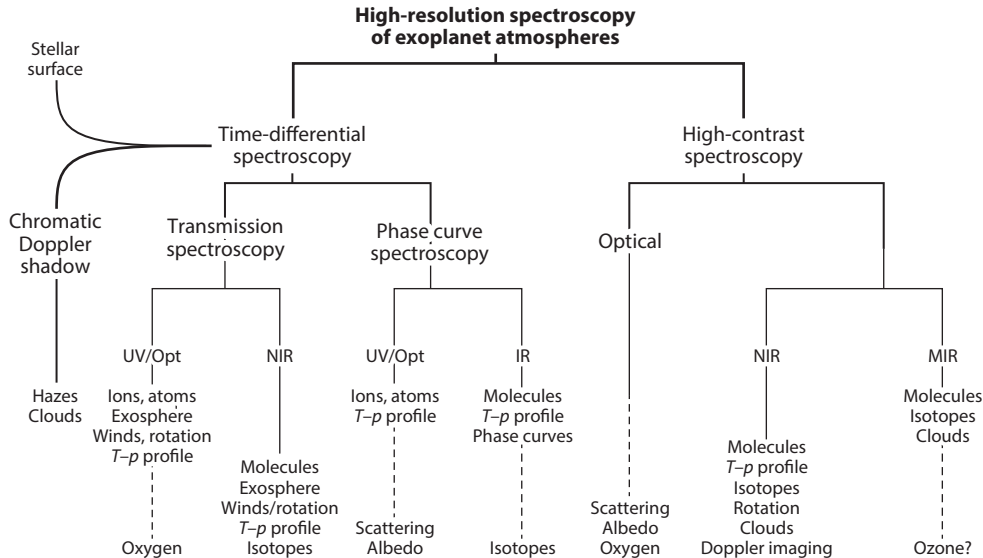 High-resolution spectroscopy
of exoplanet atmospheres
Stellar
surface
Time-differential
spectroscopy
High-contrast
spectroscopy
Chromatic
Doppler
shadow
Transmission
spectroscopy
Phase curve
spectroscopy
Optical
UV/Opt
NIR
UV/Opt
IR
NIR
MIR
Hazes
Clouds
Ions, atoms
Exosphere
Winds, rotation
T–p profile
Oxygen
Molecules
Exosphere
Winds/rotation
T–p profile
Isotopes
Ions, atoms
T–p profile
Scattering
Albedo
Molecules
T–p profile
Phase curves
Isotopes
Scattering
Albedo
Oxygen
Molecules
T–p profile
Isotopes
Rotation
Clouds
Doppler imaging
Molecules
Isotopes
Clouds
Ozone?